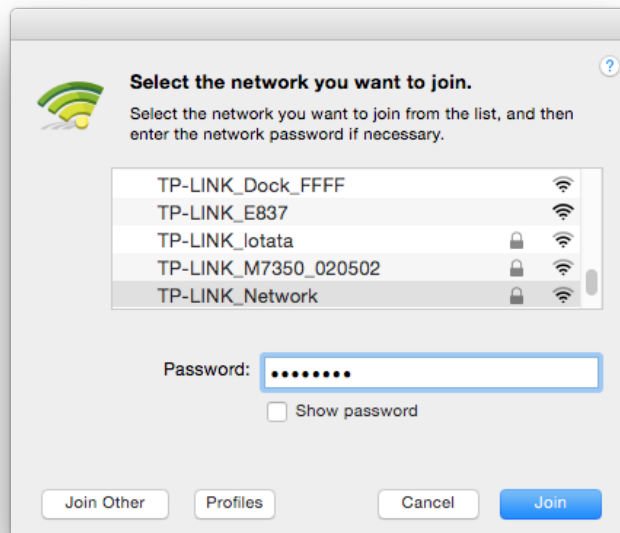 ?
Select the network you want to join.
Select the network you want to join from the list, and then
enter the network password if necessary.
TP-LINK_Dock_FFFF
TP-LINK_E837
TP-LINK_lotata
TP-LINK_M7350_020502
TP-LINK_Network
Password: ••••••••
Show password
Join Other Profiles Cancel Join